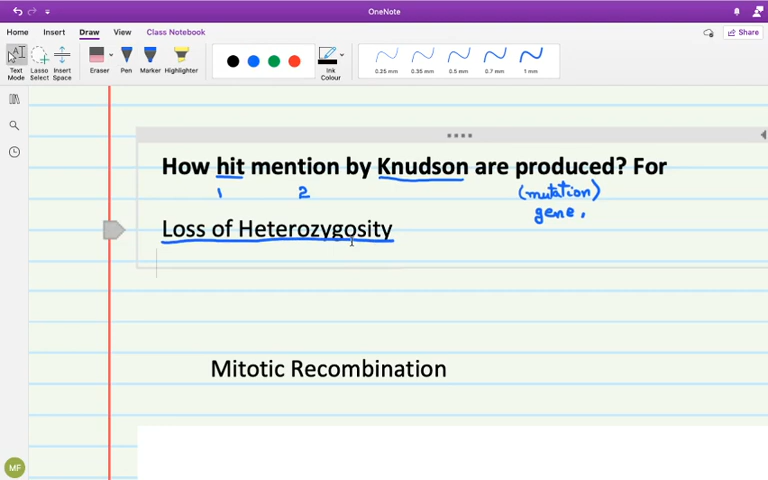 OneNote
Home Insert Draw View Class Notebook
Share
Text Mode
Lasso Select
Insert Space
Eraser
Pen
Marker
Highlighter
Ink Colour
0.25 mm
0.35 mm
0.5 mm
0.7 mm
1 mm
How hit mention by Knudson are produced? For
1 2 (mutation)
gene,
Loss of Heterozygosity
Mitotic Recombination
MF